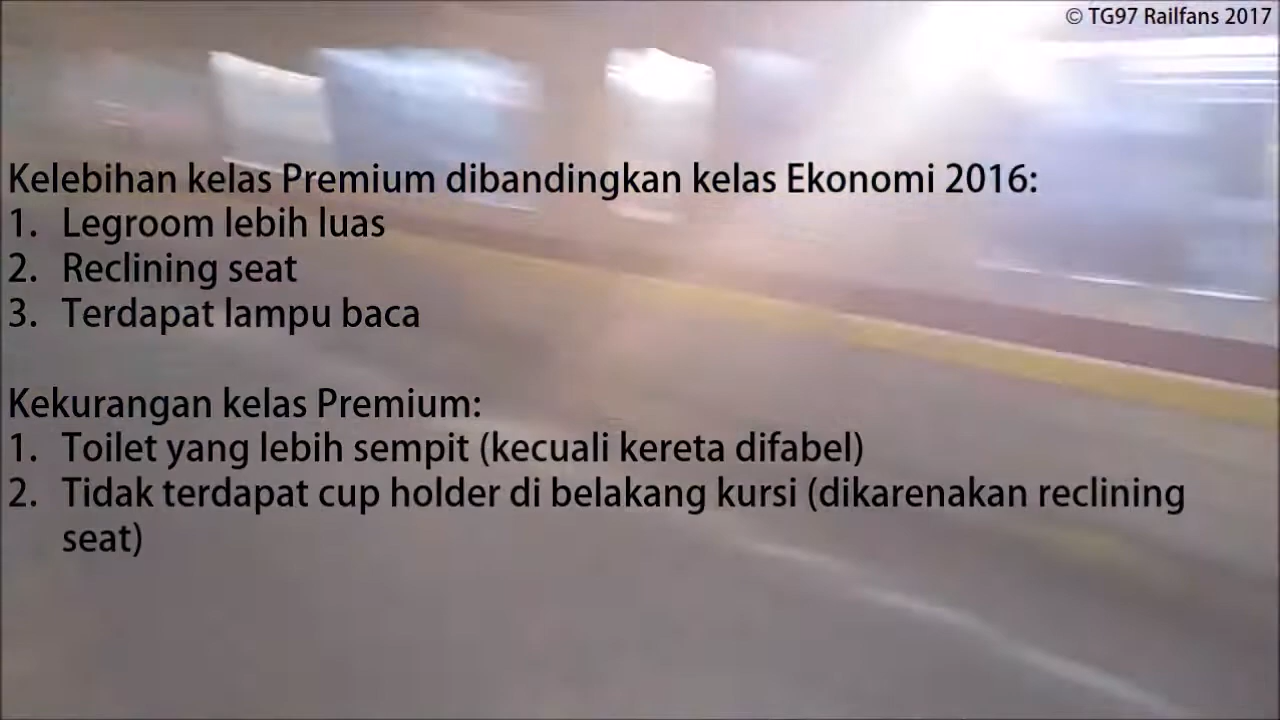 © TG97 Railfans 2017
Kelebihan kelas Premium dibandingkan kelas Ekonomi 2016:
1. Legroom lebih luas
2. Reclining seat
3. Terdapat lampu baca
Kekurangan kelas Premium:
1. Toilet yang lebih sempit (kecuali kereta difabel)
2. Tidak terdapat cup holder di belakang kursi (dikarenakan reclining
seat)